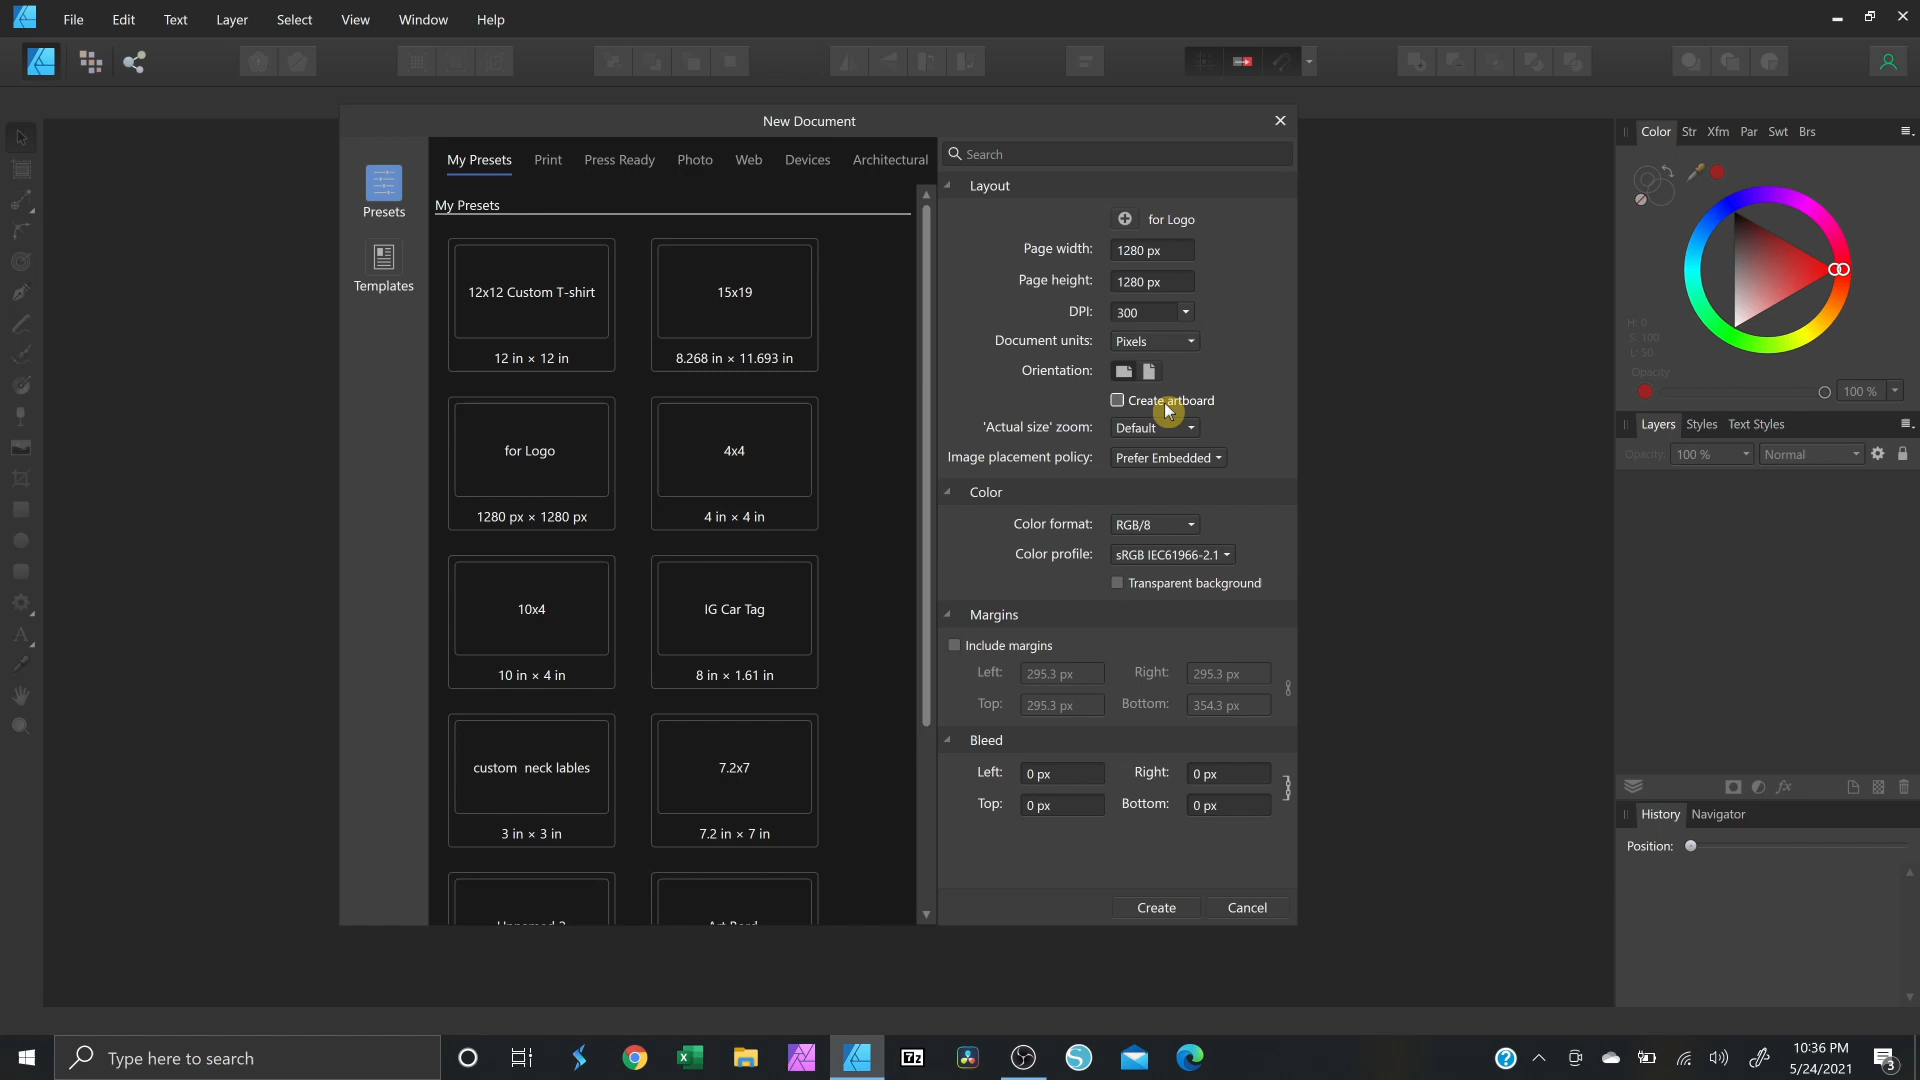 File Edit Text Layer Select View Window Help
New Document
Presets
Templates
My Presets Print Press Ready Photo Web Devices Architectural
My Presets
12x12 Custom T-shirt
12 in × 12 in
15x19
8.268 in × 11.693 in
for Logo
1280 px × 1280 px
4x4
4 in × 4 in
10x4
10 in × 4 in
IG Car Tag
8 in × 1.61 in
custom neck lables
3 in × 3 in
7.2x7
7.2 in × 7 in
Search
Layout
for Logo
Page width: 1280 px
Page height: 1280 px
DPI: 300
Document units: Pixels
Orientation:
Create artboard
'Actual size' zoom: Default
Image placement policy: Prefer Embedded
Color
Color format: RGB/8
Color profile: sRGB IEC61966-2.1
Transparent background
Margins
Include margins
Left: 295.3 px Right: 295.3 px
Top: 295.3 px Bottom: 354.3 px
Bleed
Left: 0 px Right: 0 px
Top: 0 px Bottom: 0 px
Create Cancel
Color Str Xfm Par Swt Brs
H: 0
S: 100
L: 50
Opacity
100 %
Layers Styles Text Styles
Opacity: 100 % Normal
fx
History Navigator
Position:
Type here to search
10:36 PM
5/24/2021
3